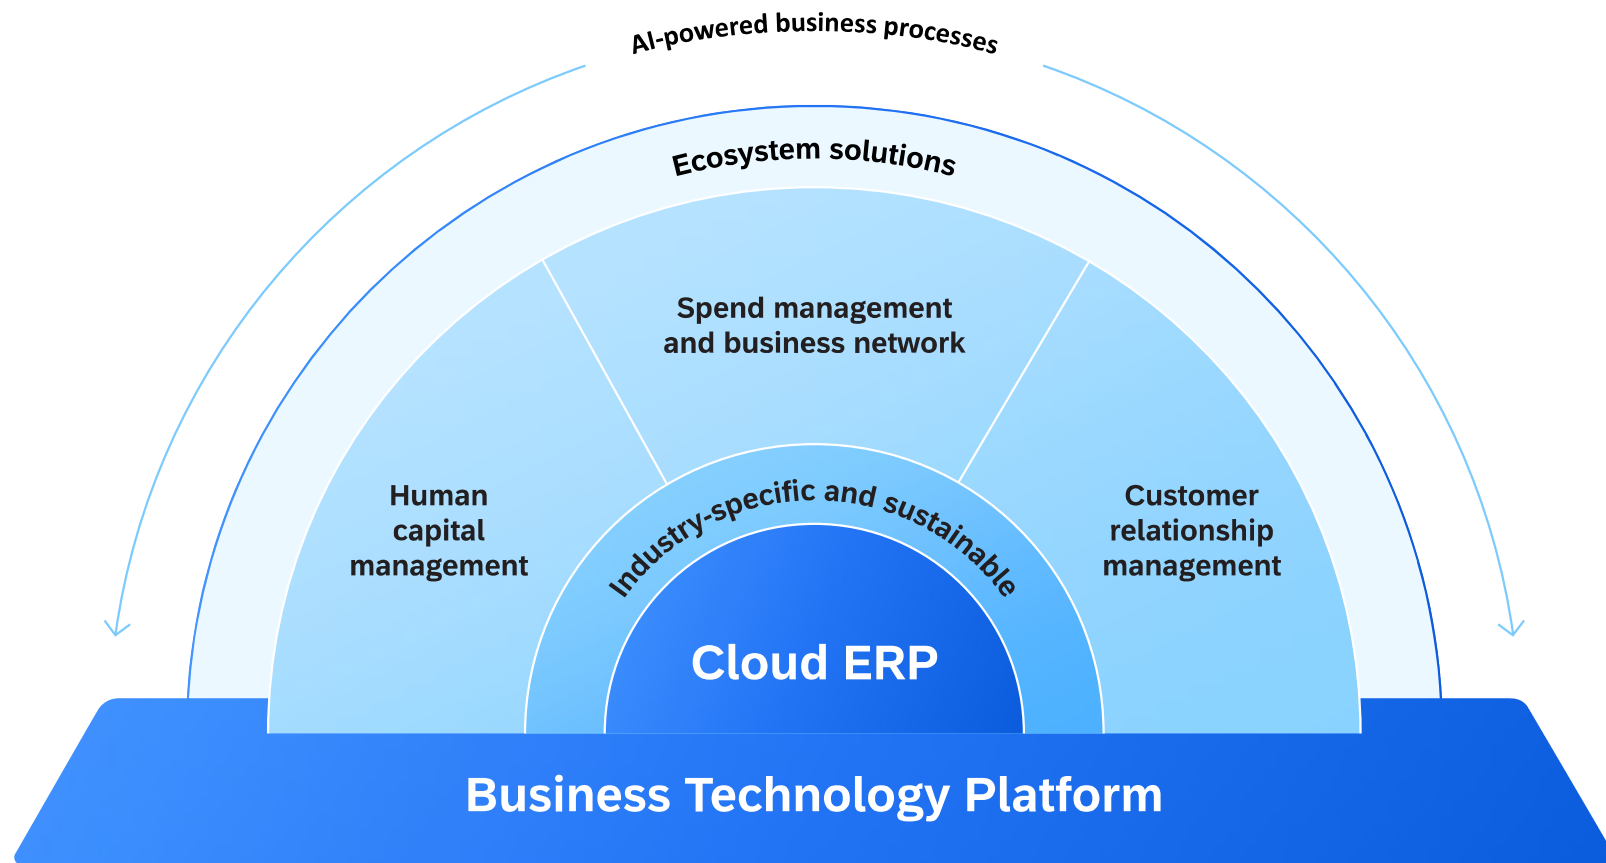 AI-powered business processes
Ecosystem solutions
Spend management
and business network
Human
capital
management
Customer
relationship
management
Industry-specific and sustainable
Cloud ERP
Business Technology Platform